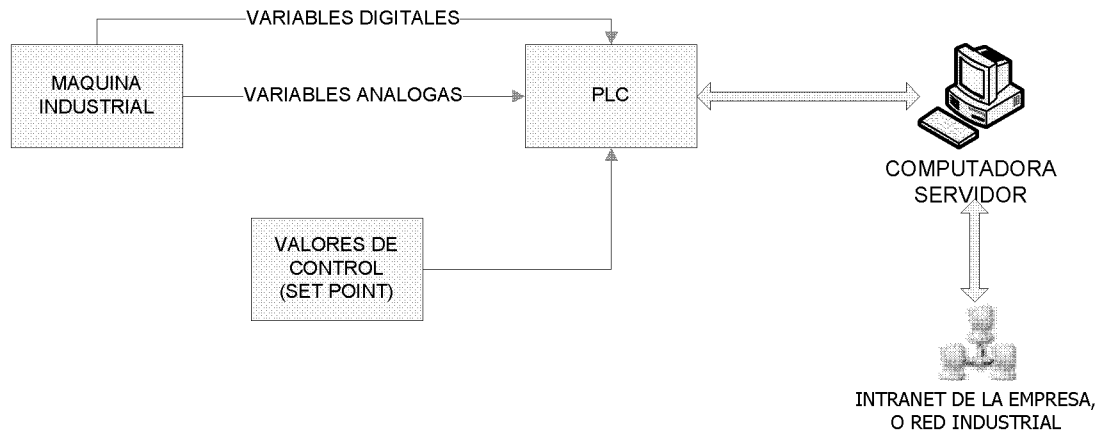 VARIABLES DIGITALES
MAQUINA
INDUSTRIAL
VARIABLES ANALOGAS
PLC
COMPUTADORA
SERVIDOR
VALORES DE
CONTROL
(SET POINT)
INTRANET DE LA EMPRESA,
O RED INDUSTRIAL